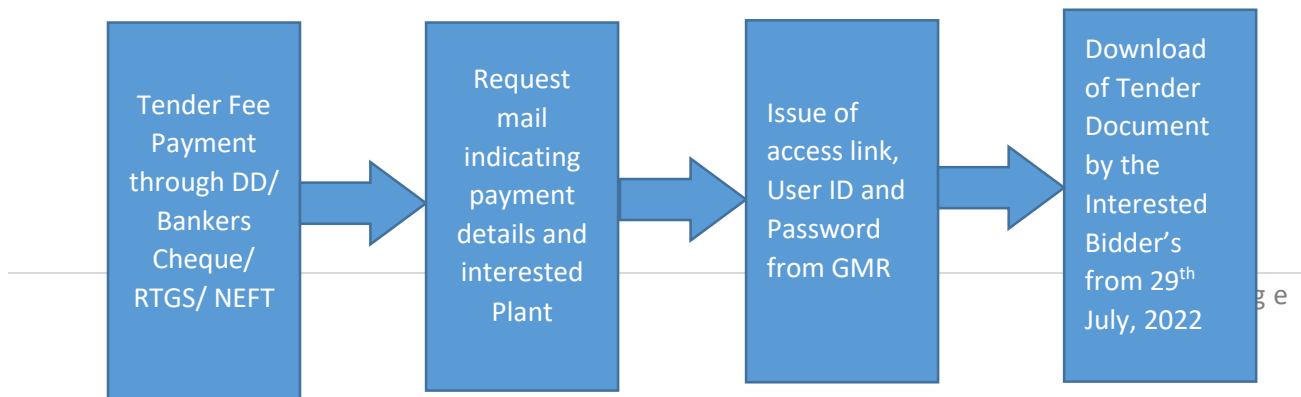 Tender Fee
Payment
through DD/
Bankers
Cheque/
RTGS/ NEFT
Request
mail
indicating
payment
details and
interested
Plant
Issue of
access link,
User ID and
Password
from GMR
Download
of Tender
Document
by the
Interested
Bidder’s
from 29th
July, 2022
g e